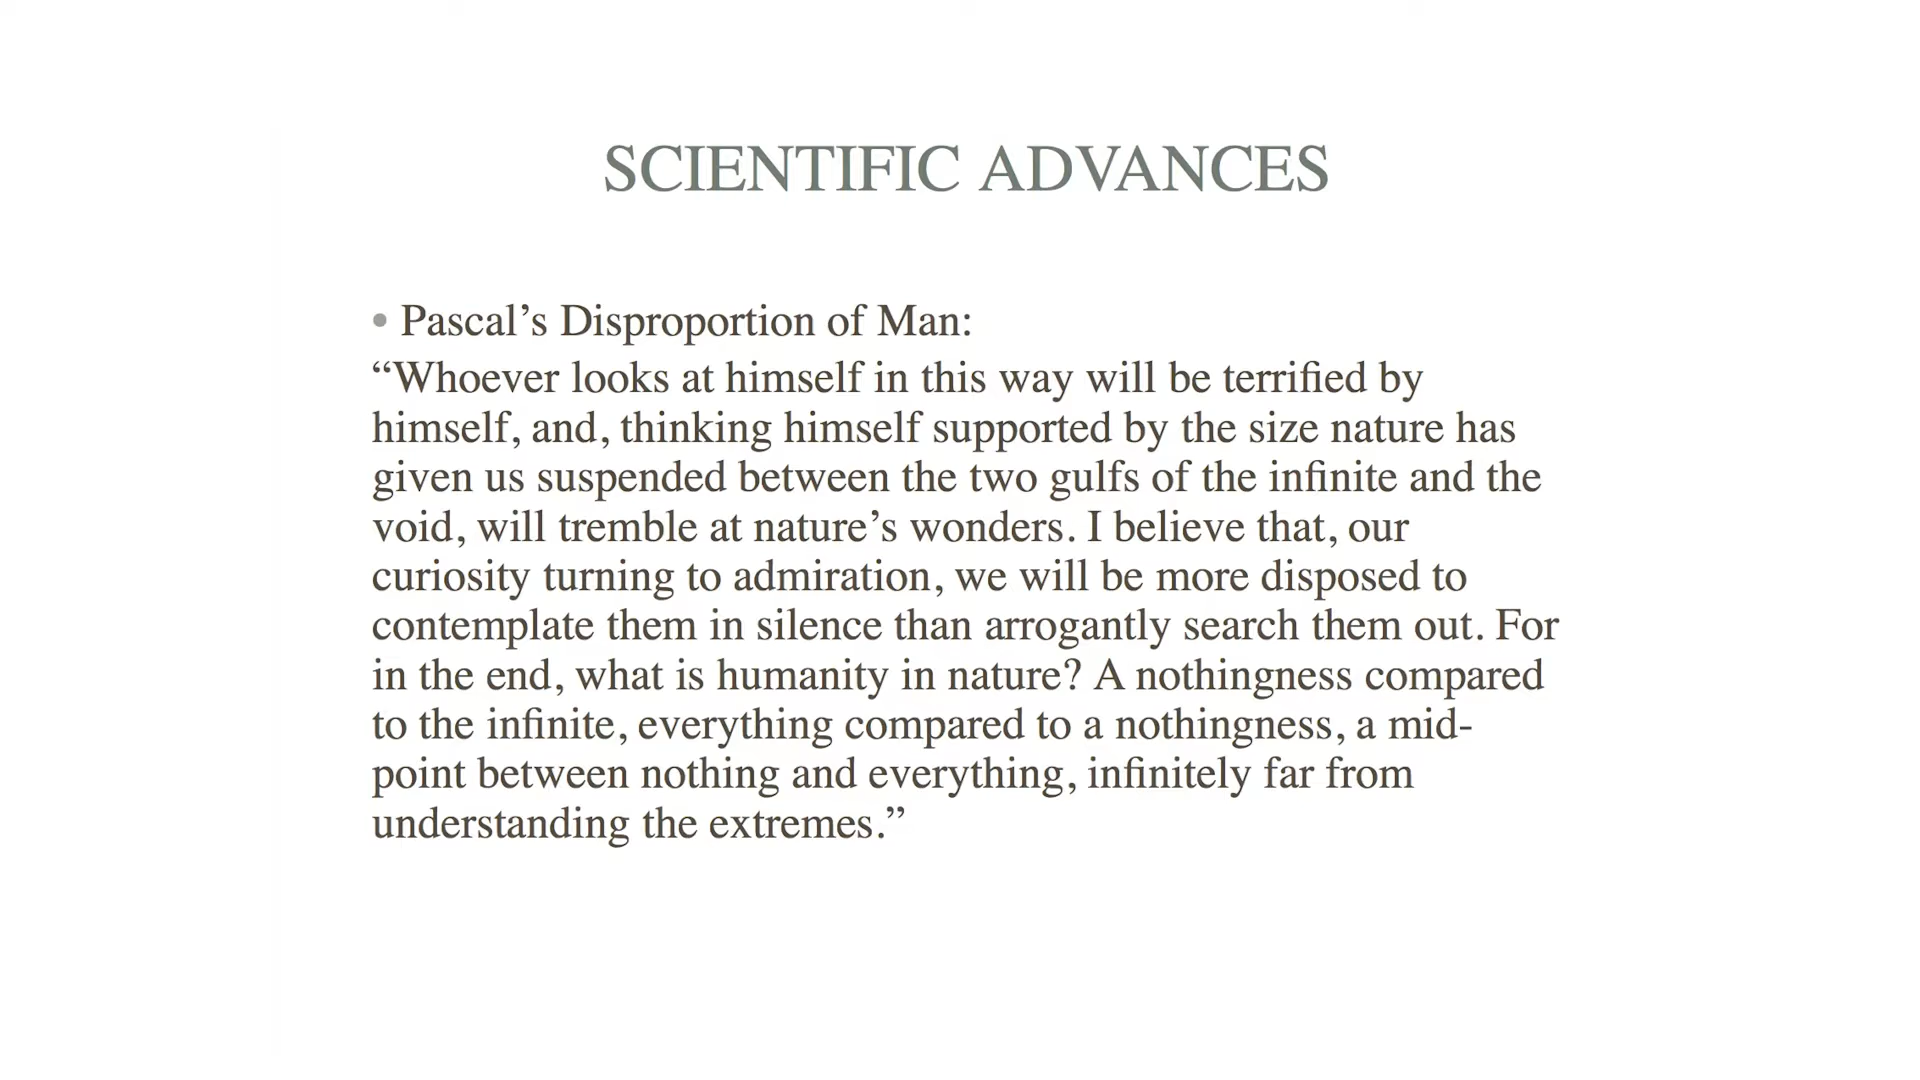 SCIENTIFIC ADVANCES
• Pascal’s Disproportion of Man:
“Whoever looks at himself in this way will be terrified by
himself, and, thinking himself supported by the size nature has
given us suspended between the two gulfs of the infinite and the
void, will tremble at nature’s wonders. I believe that, our
curiosity turning to admiration, we will be more disposed to
contemplate them in silence than arrogantly search them out. For
in the end, what is humanity in nature? A nothingness compared
to the infinite, everything compared to a nothingness, a mid-
point between nothing and everything, infinitely far from
understanding the extremes.”